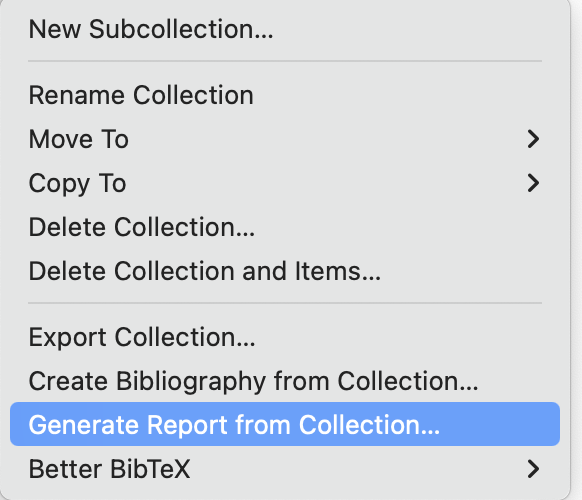 New Subcollection...
Rename Collection
Move To
Copy To
Delete Collection...
Delete Collection and Items...
Export Collection...
Create Bibliography from Collection...
Generate Report from Collection...
Better BibTeX